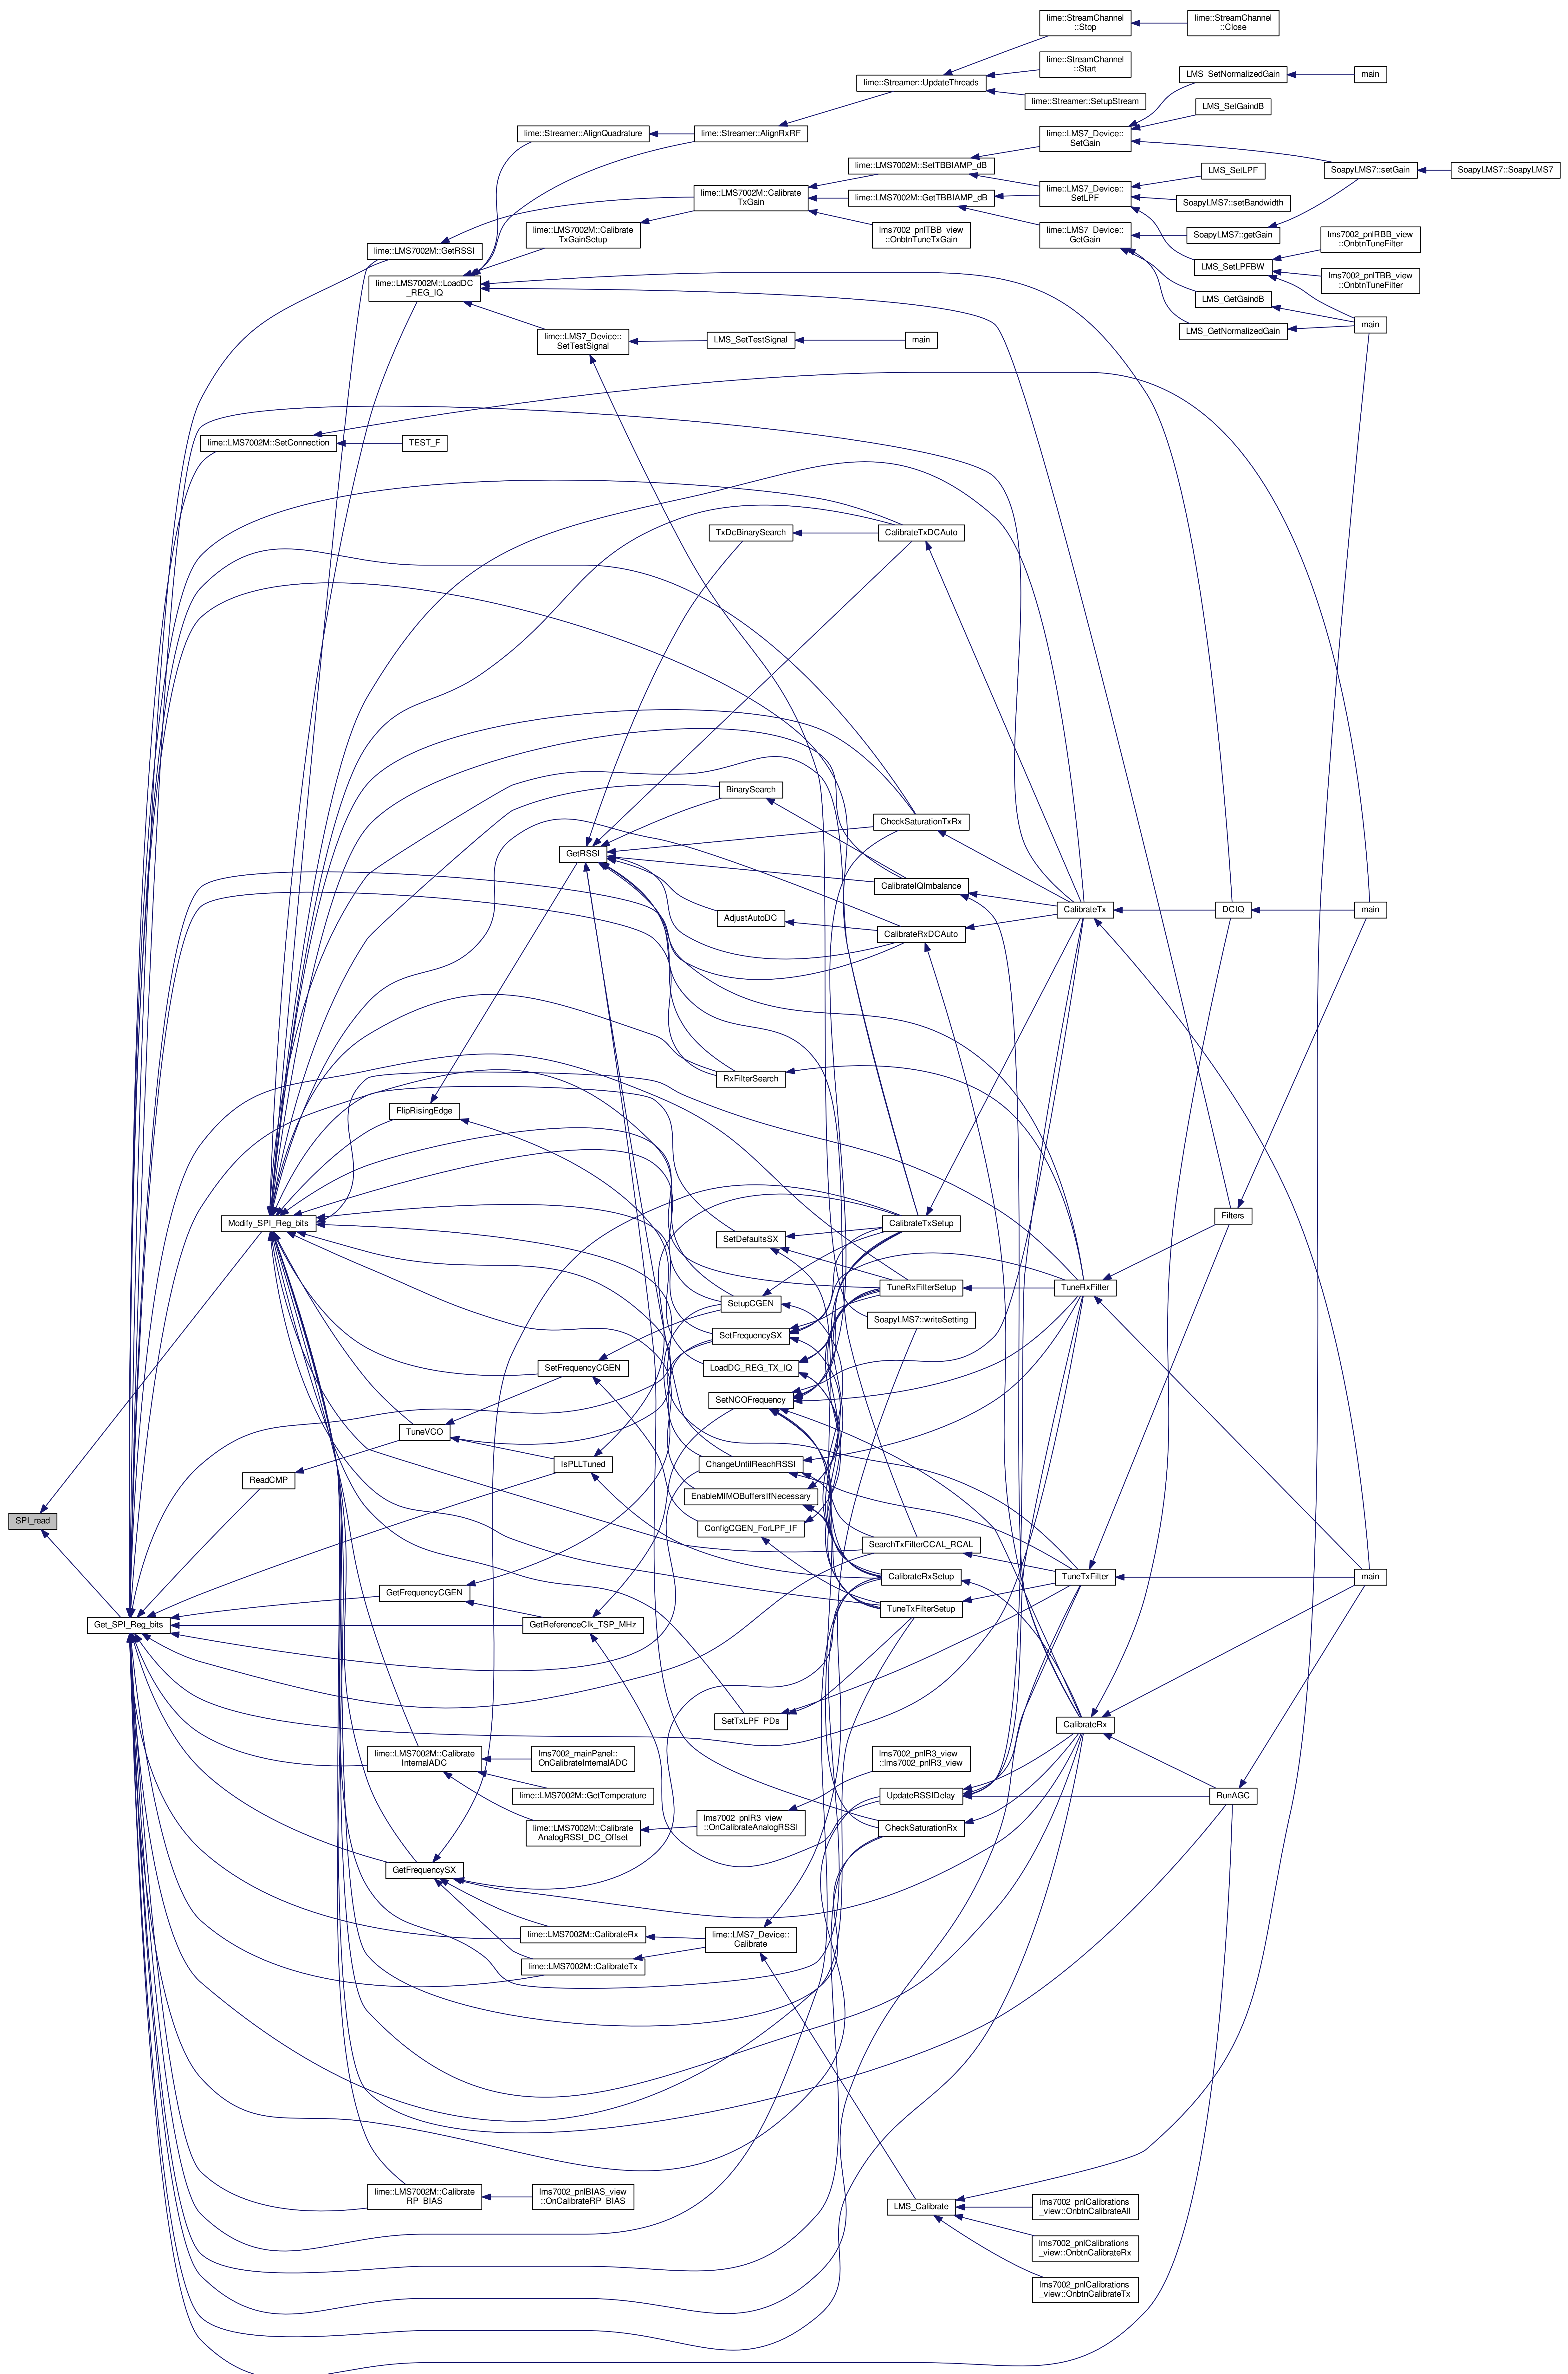 lime::StreamChannel
::Stop
lime::StreamChannel
::Close
lime::StreamChannel
::Start
lime::Streamer::UpdateThreads
lime::Streamer::SetupStream
LMS_SetNormalizedGain
main
LMS_SetGaindB
lime::Streamer::AlignQuadrature
lime::Streamer::AlignRxRF
lime::LMS7_Device::
SetGain
lime::LMS7002M::SetTBBIAMP_dB
LMS_SetLPF
SoapyLMS7::setGain
SoapyLMS7::SoapyLMS7
lime::LMS7002M::Calibrate
TxGain
lime::LMS7002M::GetTBBIAMP_dB
lime::LMS7_Device::
SetLPF
SoapyLMS7::setBandwidth
lime::LMS7002M::Calibrate
TxGainSetup
lms7002_pnlTBB_view
::OnbtnTuneTxGain
lime::LMS7_Device::
GetGain
SoapyLMS7::getGain
lms7002_pnlRBB_view
::OnbtnTuneFilter
lime::LMS7002M::GetRSSI
LMS_SetLPFBW
lms7002_pnlTBB_view
::OnbtnTuneFilter
lime::LMS7002M::LoadDC
_REG_IQ
LMS_GetGaindB
LMS_GetNormalizedGain
main
lime::LMS7_Device::
SetTestSignal
LMS_SetTestSignal
main
lime::LMS7002M::SetConnection
TEST_F
TxDcBinarySearch
CalibrateTxDCAuto
BinarySearch
CheckSaturationTxRx
GetRSSI
CalibrateIQImbalance
AdjustAutoDC
CalibrateRxDCAuto
CalibrateTx
DCIQ
main
RxFilterSearch
FlipRisingEdge
Modify_SPI_Reg_bits
CalibrateTxSetup
Filters
SetDefaultsSX
TuneRxFilterSetup
TuneRxFilter
SetupCGEN
SoapyLMS7::writeSetting
SetFrequencySX
SetFrequencyCGEN
LoadDC_REG_TX_IQ
SetNCOFrequency
TuneVCO
IsPLLTuned
ChangeUntilReachRSSI
ReadCMP
EnableMIMOBuffersIfNecessary
SPI_read
ConfigCGEN_ForLPF_IF
SearchTxFilterCCAL_RCAL
CalibrateRxSetup
TuneTxFilter
main
GetFrequencyCGEN
TuneTxFilterSetup
Get_SPI_Reg_bits
GetReferenceClk_TSP_MHz
SetTxLPF_PDs
CalibrateRx
lime::LMS7002M::Calibrate
InternalADC
lms7002_mainPanel::
OnCalibrateInternalADC
lms7002_pnlR3_view
::lms7002_pnlR3_view
lime::LMS7002M::GetTemperature
UpdateRSSIDelay
RunAGC
lime::LMS7002M::Calibrate
AnalogRSSI_DC_Offset
lms7002_pnlR3_view
::OnCalibrateAnalogRSSI
CheckSaturationRx
GetFrequencySX
lime::LMS7002M::CalibrateRx
lime::LMS7_Device::
Calibrate
lime::LMS7002M::CalibrateTx
lime::LMS7002M::Calibrate
RP_BIAS
lms7002_pnlBIAS_view
::OnCalibrateRP_BIAS
LMS_Calibrate
lms7002_pnlCalibrations
_view::OnbtnCalibrateAll
lms7002_pnlCalibrations
_view::OnbtnCalibrateRx
lms7002_pnlCalibrations
_view::OnbtnCalibrateTx